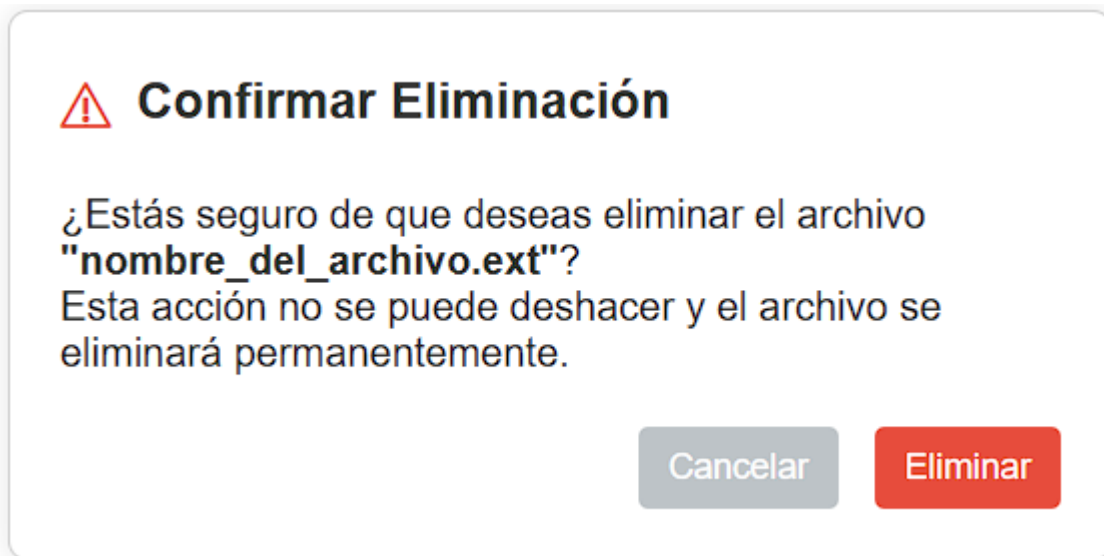 Confirmar Eliminación
¿Estás seguro de que deseas eliminar el archivo
"nombre_del_archivo.ext"?
Esta acción no se puede deshacer y el archivo se
eliminará permanentemente.
Cancelar
Eliminar